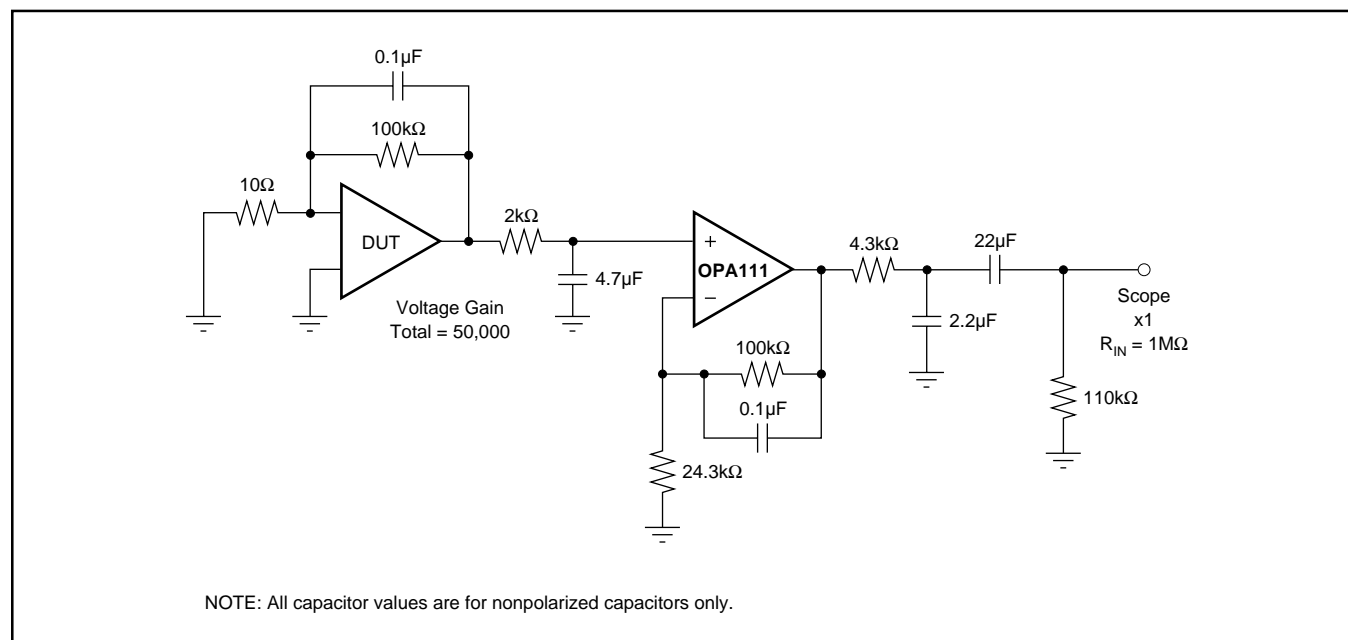 0.1µF
100kΩ
10Ω
DUT
2kΩ
4.7µF
Voltage Gain
Total = 50,000
+
OPA111
−
4.3kΩ
22µF
2.2µF
Scope
x1
R_IN = 1MΩ
100kΩ
0.1µF
110kΩ
24.3kΩ
NOTE: All capacitor values are for nonpolarized capacitors only.